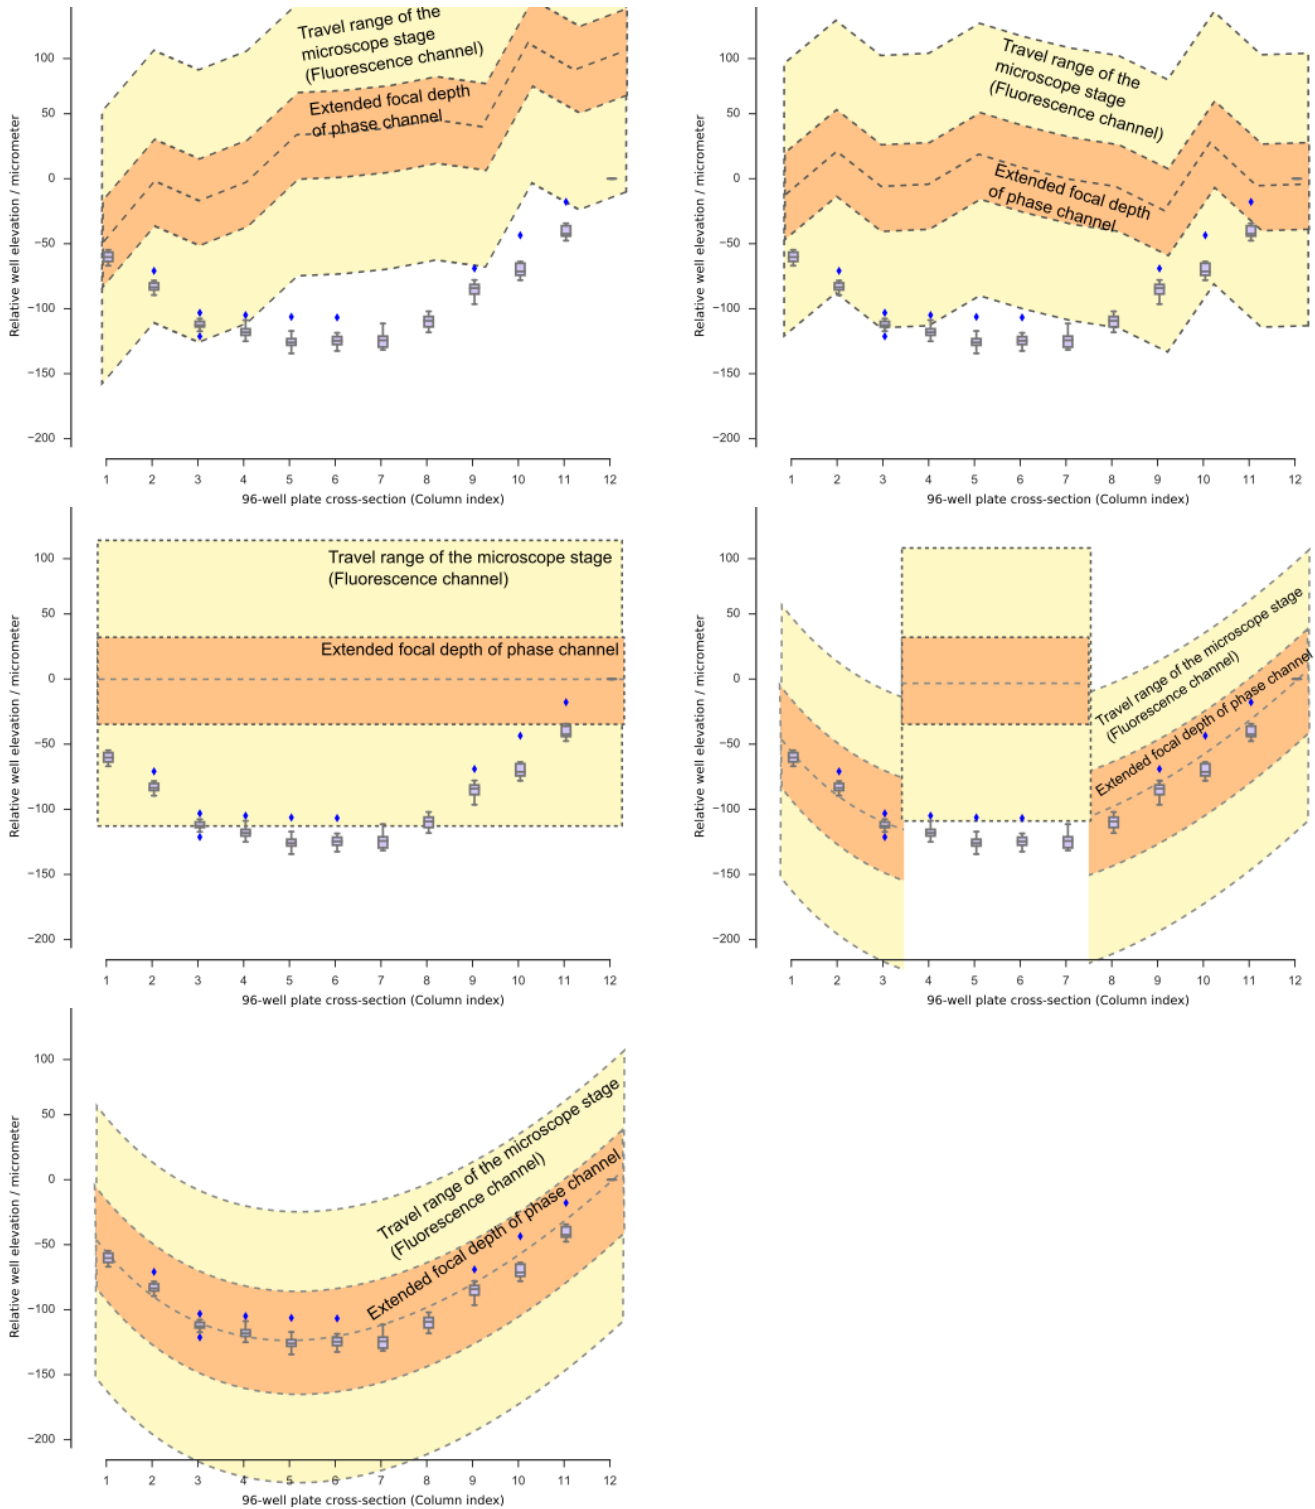 Travel range of the
microscope stage
(Fluorescence channel)
Extended focal depth
of phase channel
100
50
0
−50
−100
−150
−200
Relative well elevation / micrometer
1 2 3 4 5 6 7 8 9 10 11 12
96-well plate cross-section (Column index)
Travel range of the
microscope stage
(Fluorescence channel)
Extended focal depth
of phase channel
100
50
0
−50
−100
−150
−200
Relative well elevation / micrometer
1 2 3 4 5 6 7 8 9 10 11 12
96-well plate cross-section (Column index)
Travel range of the microscope stage
(Fluorescence channel)
Extended focal depth of phase channel
100
50
0
−50
−100
−150
−200
Relative well elevation / micrometer
1 2 3 4 5 6 7 8 9 10 11 12
96-well plate cross-section (Column index)
Travel range of the microscope stage
(Fluorescence channel)
Extended focal depth of phase channel
100
50
0
−50
−100
−150
−200
Relative well elevation / micrometer
1 2 3 4 5 6 7 8 9 10 11 12
96-well plate cross-section (Column index)
Travel range of the microscope stage
(Fluorescence channel)
Extended focal depth of phase channel
100
50
0
−50
−100
−150
−200
Relative well elevation / micrometer
1 2 3 4 5 6 7 8 9 10 11 12
96-well plate cross-section (Column index)